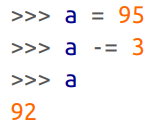 >>> a = 95
>>> a -= 3
>>> a
92